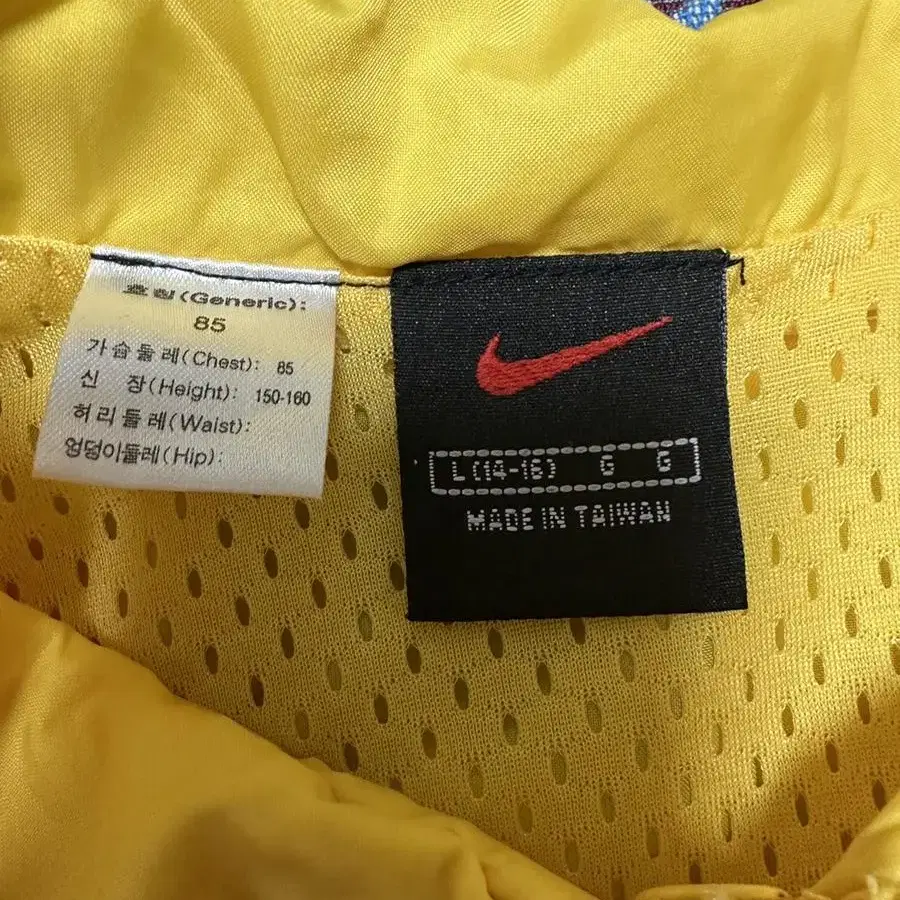 호칭(Generic):
85
가슴둘레(Chest): 85
신 장(Height): 150-160
허리둘레(Waist):
엉덩이둘레(Hip):
L(14-16) G G
MADE IN TAIWAN